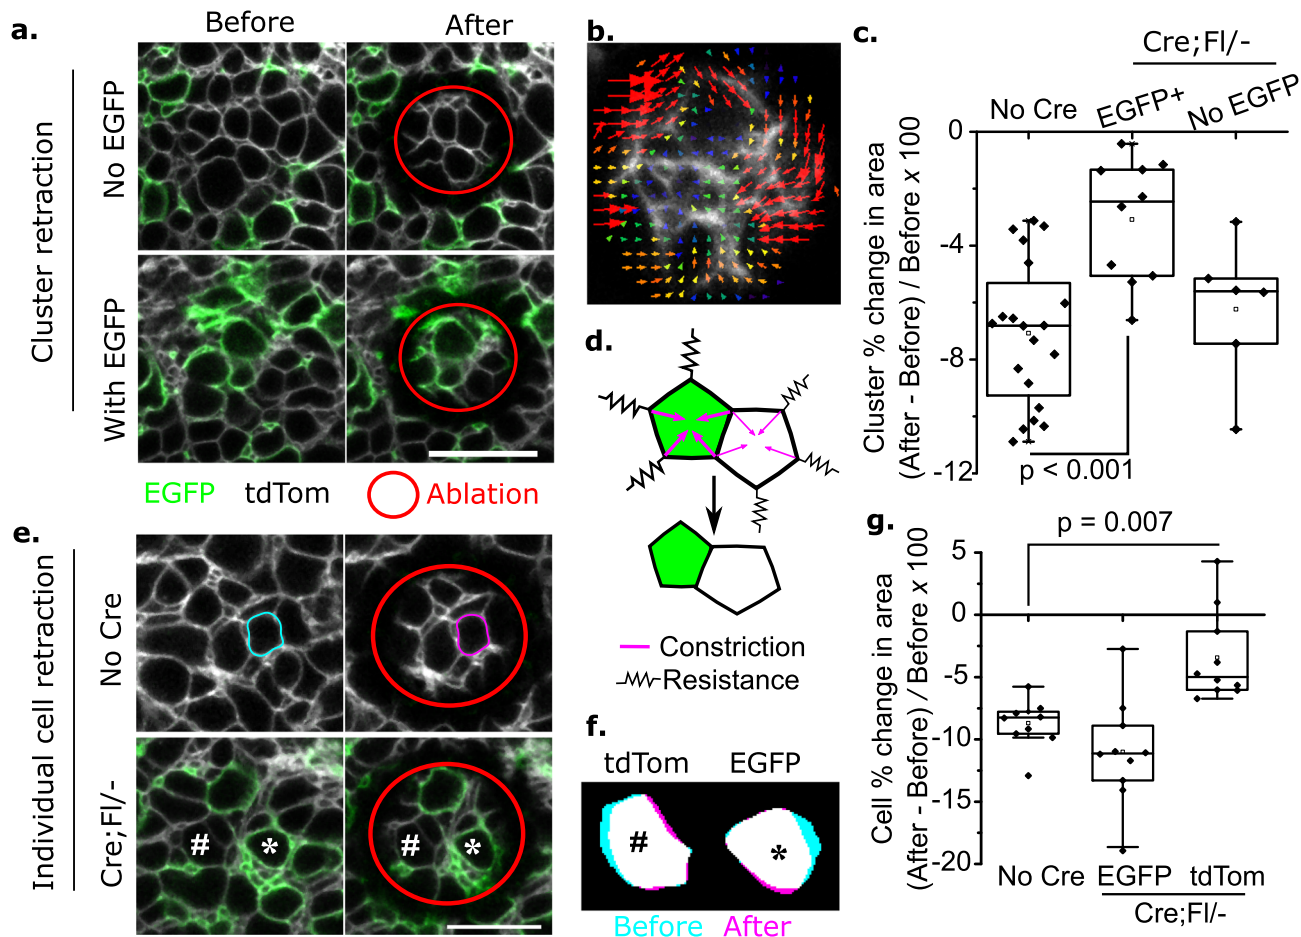 a.
Before
After
Cluster retraction
No EGFP
With EGFP
EGFP
tdTom
Ablation
b.
c.
Cre;Fl/-
No Cre
EGFP+
No EGFP
0
-4
-8
-12
Cluster % change in area
(After - Before) / Before x 100
p < 0.001
d.
Constriction
Resistance
e.
Individual cell retraction
No Cre
Cre;Fl/-
#
*
#
*
f.
tdTom
EGFP
#
*
Before
After
g.
p = 0.007
5
0
-5
-10
-15
-20
Cell % change in area
(After - Before) / Before x 100
No Cre
EGFP
tdTom
Cre;Fl/-